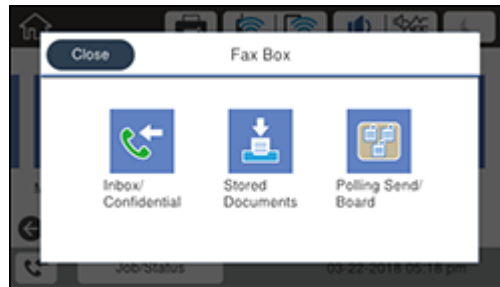 Close
Fax Box
Inbox/
Confidential
Stored
Documents
Polling Send/
Board
Job/Status
03-22-2018 05:18 pm